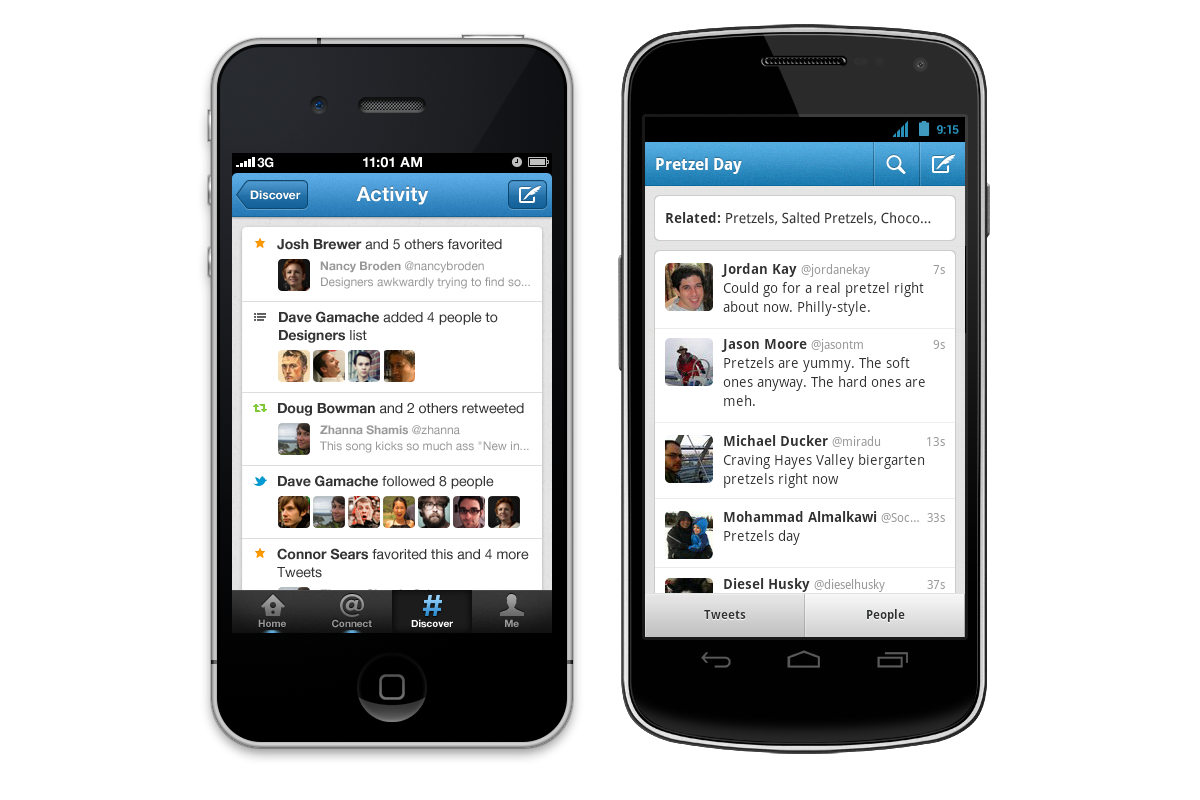 3G
11:01 AM
Discover
Activity
Josh Brewer and 5 others favorited
Nancy Broden @nancybroden
Designers awkwardly trying to find so...
Dave Gamache added 4 people to
Designers list
Doug Bowman and 2 others retweeted
Zhanna Shamis @zhanna
This song kicks so much ass "New in...
Dave Gamache followed 8 people
Connor Sears favorited this and 4 more
Tweets
Home
@
Connect
#
Discover
Me
9:15
Pretzel Day
Related: Pretzels, Salted Pretzels, Choco...
Jordan Kay @jordanekay 7s
Could go for a real pretzel right
about now. Philly-style.
Jason Moore @jasontm 9s
Pretzels are yummy. The soft
ones anyway. The hard ones are
meh.
Michael Ducker @miradu 13s
Craving Hayes Valley biergarten
pretzels right now
Mohammad Almalkawi @Soc... 33s
Pretzels day
Diesel Husky @dieselhusky 37s
Tweets
People